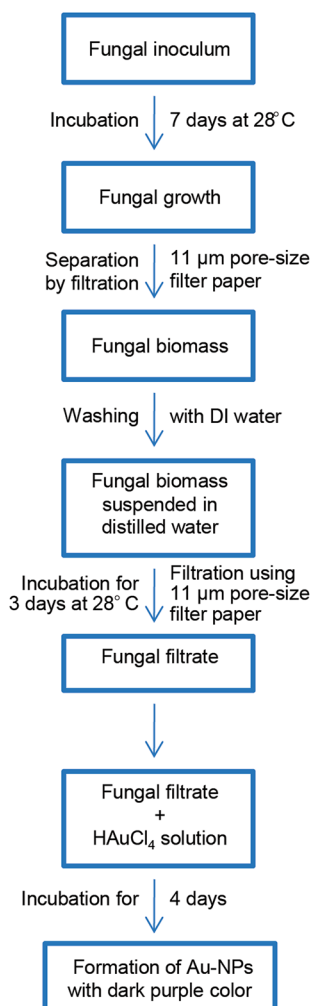 Fungal inoculum
Incubation 7 days at 28°C
Fungal growth
Separation 11 µm pore-size
by filtration filter paper
Fungal biomass
Washing with DI water
Fungal biomass
suspended in
distilled water
Incubation for
3 days at 28° C
Filtration using
11 µm pore-size
filter paper
Fungal filtrate
Fungal filtrate
+
HAuCl₄ solution
Incubation for 4 days
Formation of Au-NPs
with dark purple color